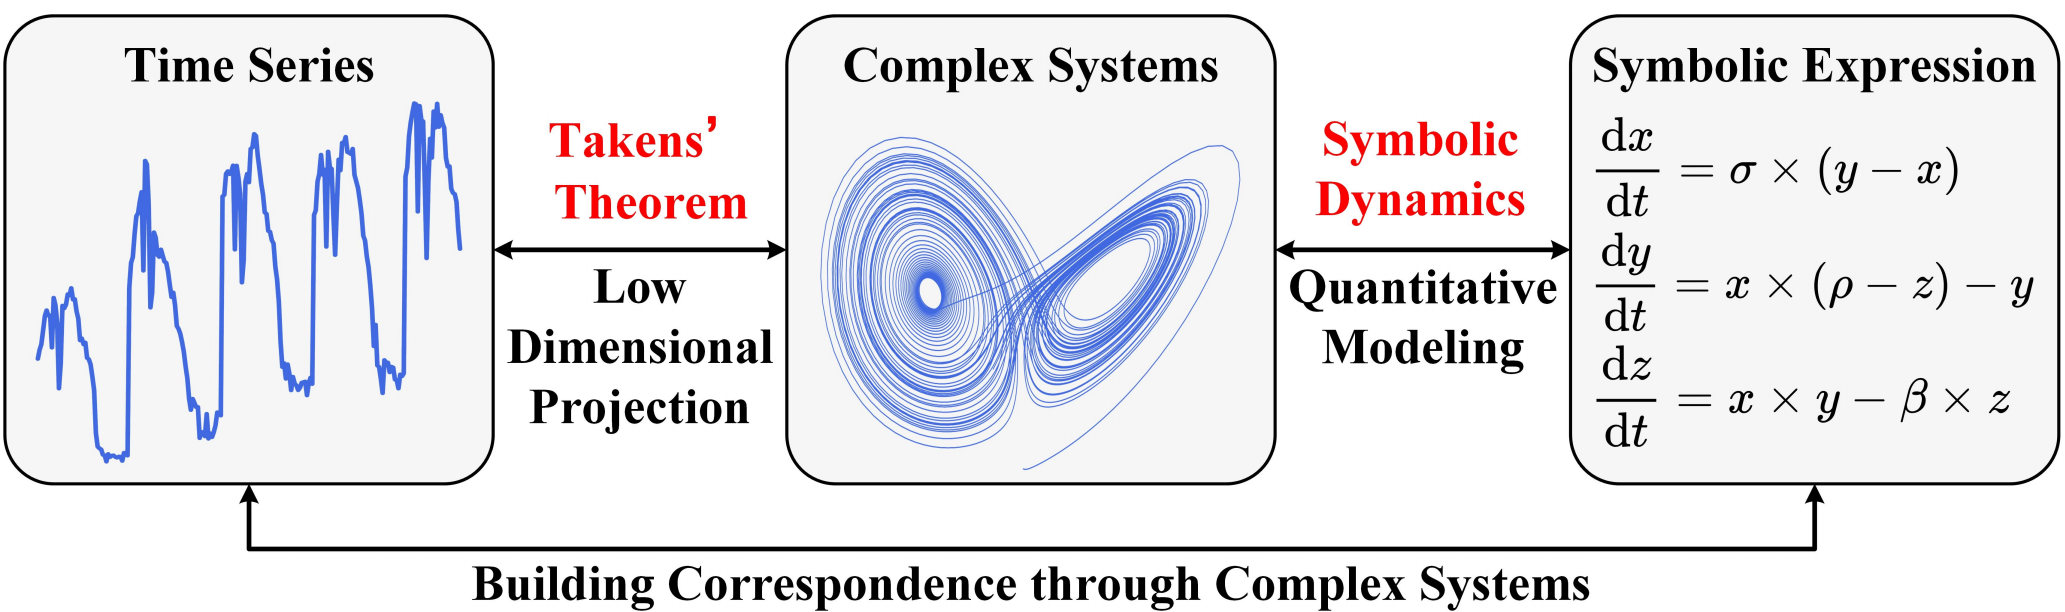 Time Series
Takens’
Theorem
Low
Dimensional
Projection
Complex Systems
Symbolic
Dynamics
Quantitative
Modeling
Symbolic Expression
dx/dt = σ × (y − x)
dy/dt = x × (ρ − z) − y
dz/dt = x × y − β × z
Building Correspondence through Complex Systems